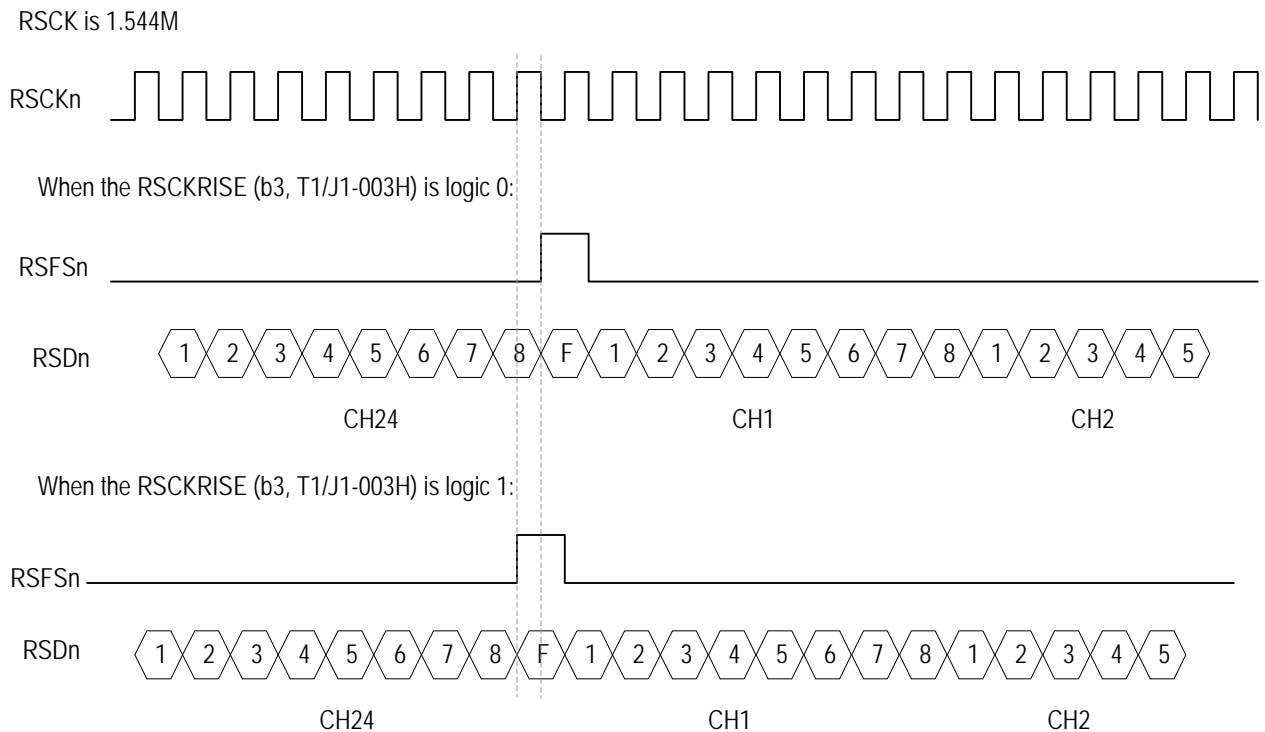 RSCK is 1.544M
RSCKn
When the RSCKRISE (b3, T1/J1-003H) is logic 0:
RSFSn
RSDn 1 2 3 4 5 6 7 8 F 1 2 3 4 5 6 7 8 1 2 3 4 5
CH24 CH1 CH2
When the RSCKRISE (b3, T1/J1-003H) is logic 1:
RSFSn
RSDn 1 2 3 4 5 6 7 8 F 1 2 3 4 5 6 7 8 1 2 3 4 5
CH24 CH1 CH2